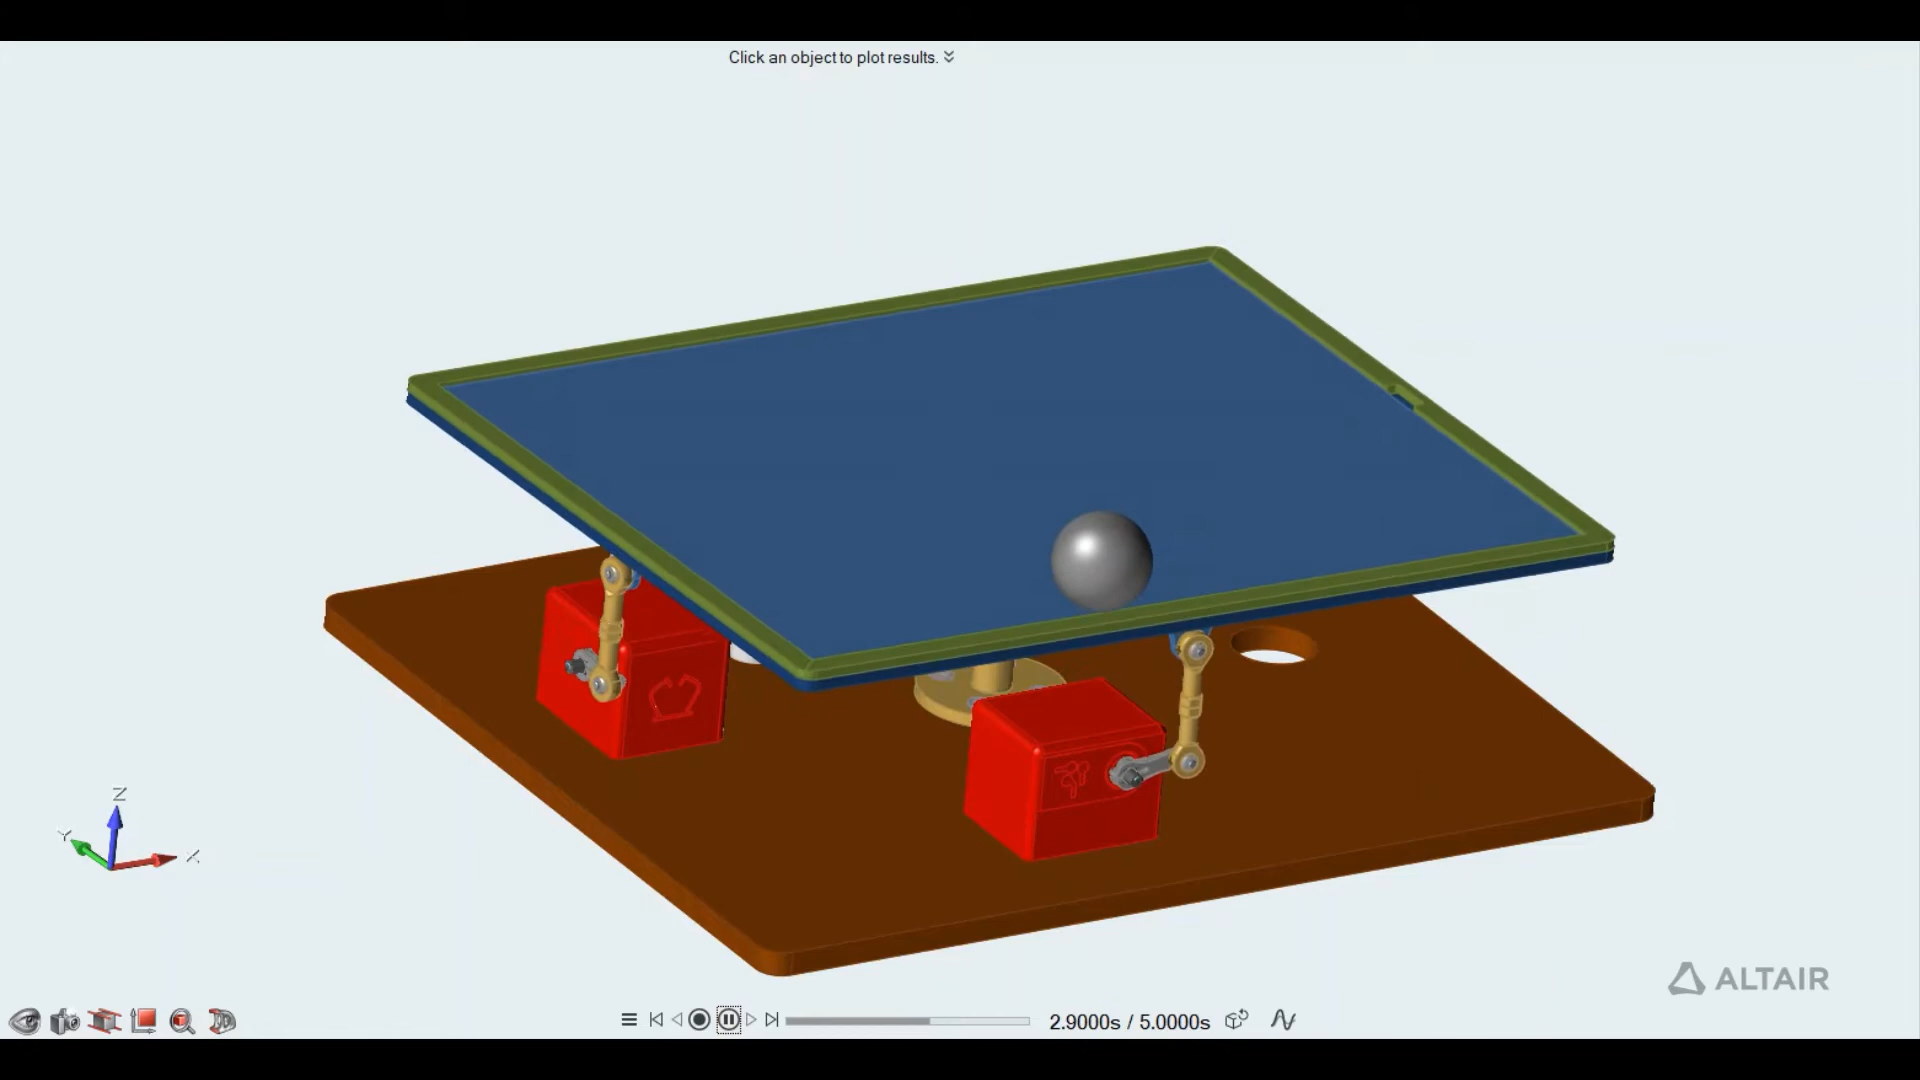 Click an object to plot results.
Z
Y
X
ALTAIR
2.9000s / 5.0000s